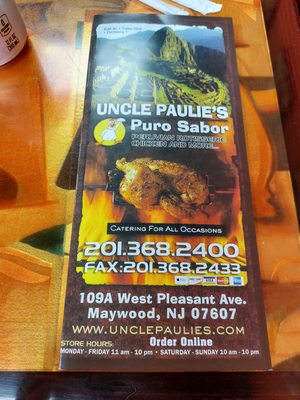 UNCLE PAULIE'S
Puro Sabor
PERUVIAN ROTISSERIE
CHICKEN AND MORE...
CATERING FOR ALL OCCASIONS
201.368.2400
FAX:201.368.2433
109A West Pleasant Ave.
Maywood, NJ 07607
WWW.UNCLEPAULIES.COM
Order Online
STORE HOURS:
MONDAY - FRIDAY 11 am - 10 pm • SATURDAY - SUNDAY 10 am - 10 pm